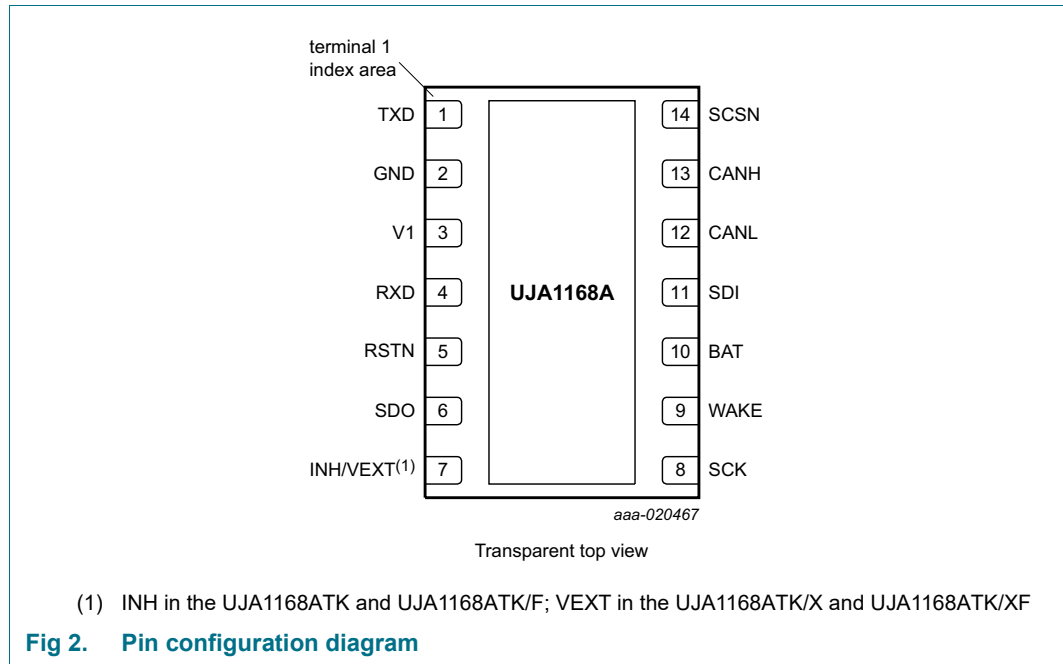 terminal 1
index area
TXD 1 14 SCSN
GND 2 13 CANH
V1 3 12 CANL
RXD 4 UJA1168A 11 SDI
RSTN 5 10 BAT
SDO 6 9 WAKE
INH/VEXT(1) 7 8 SCK
aaa-020467
Transparent top view
(1) INH in the UJA1168ATK and UJA1168ATK/F; VEXT in the UJA1168ATK/X and UJA1168ATK/XF
Fig 2. Pin configuration diagram